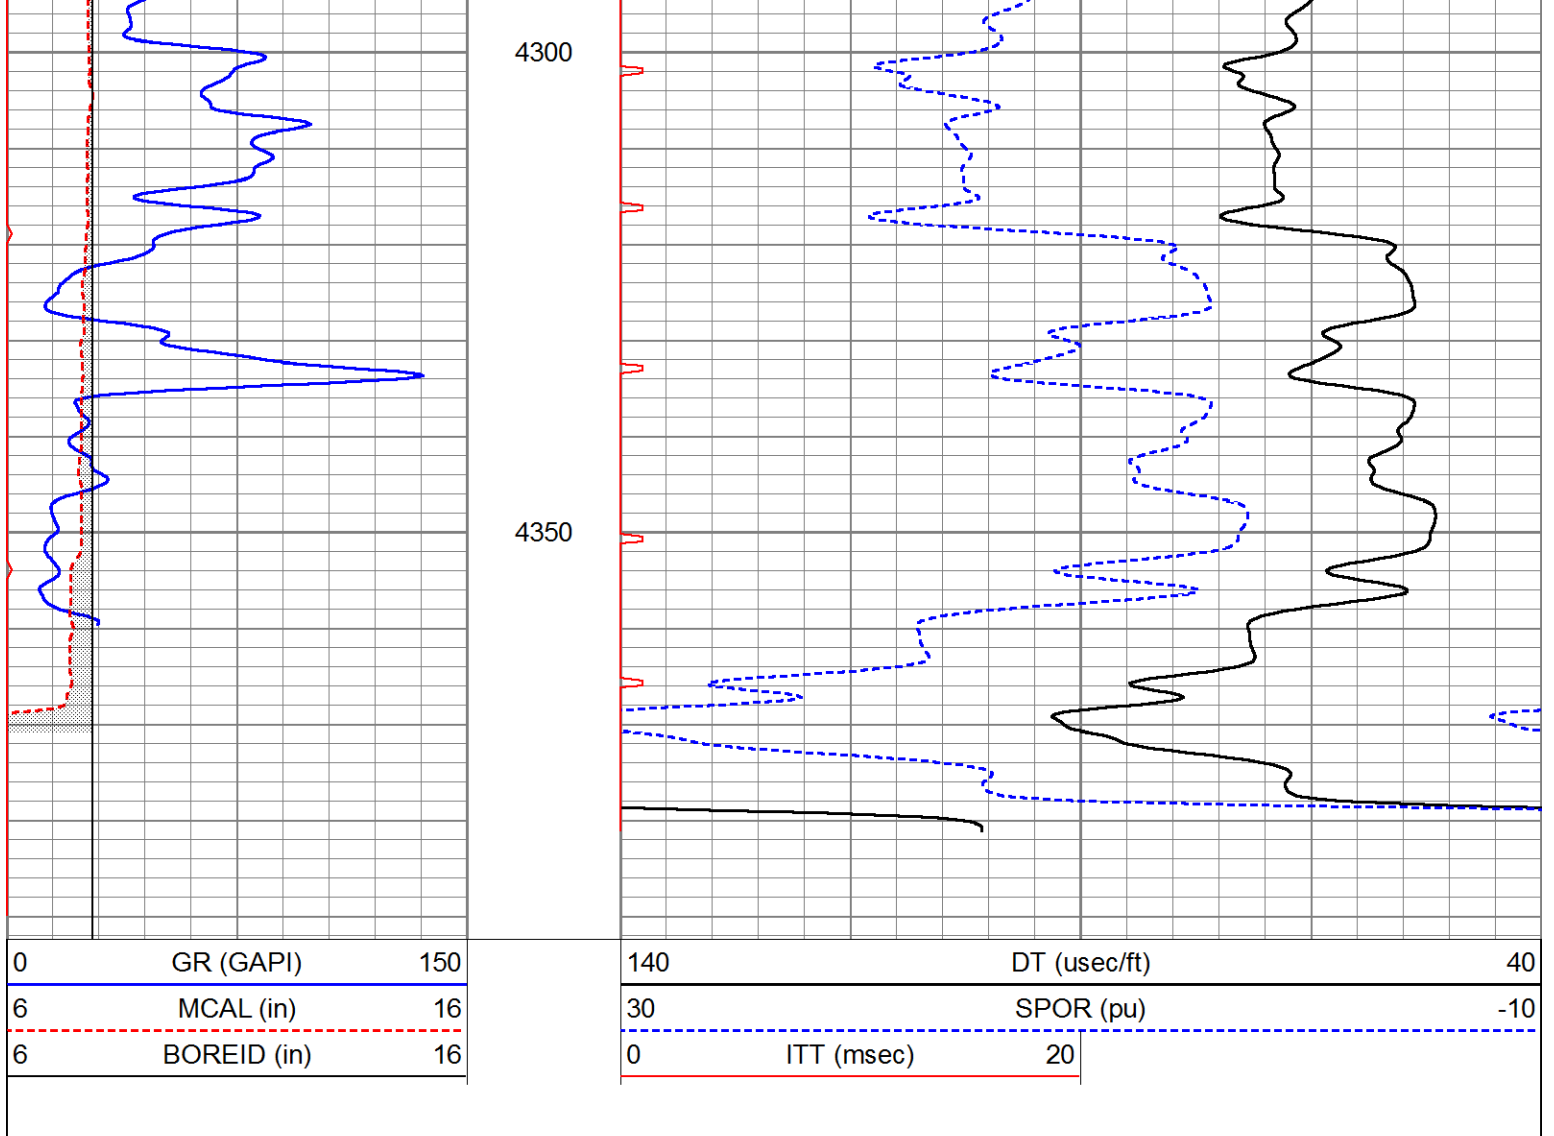 4300
4350
0 GR (GAPI) 150
6 MCAL (in) 16
6 BOREID (in) 16
140 DT (usec/ft) 40
30 SPOR (pu) -10
0 ITT (msec) 20